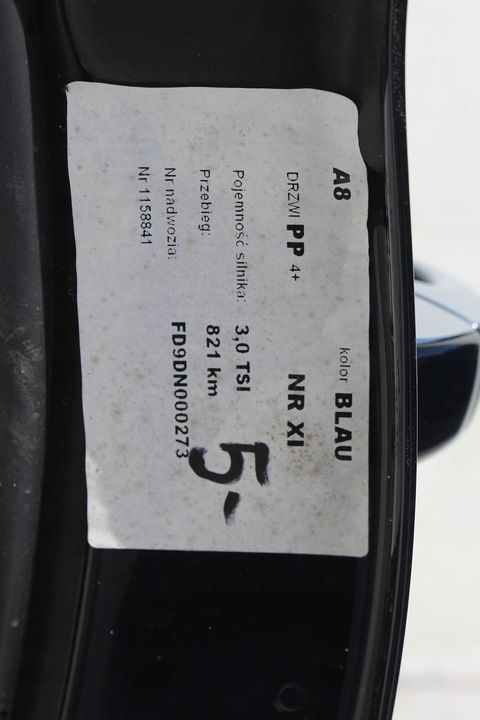 A8 kolor BLAU
DRZWI PP 4+ NR XI
Pojemność silnika: 3,0 TSI
Przebieg: 821 km
Nr nadwozia: FD9DN000273
Nr 1158841
5-